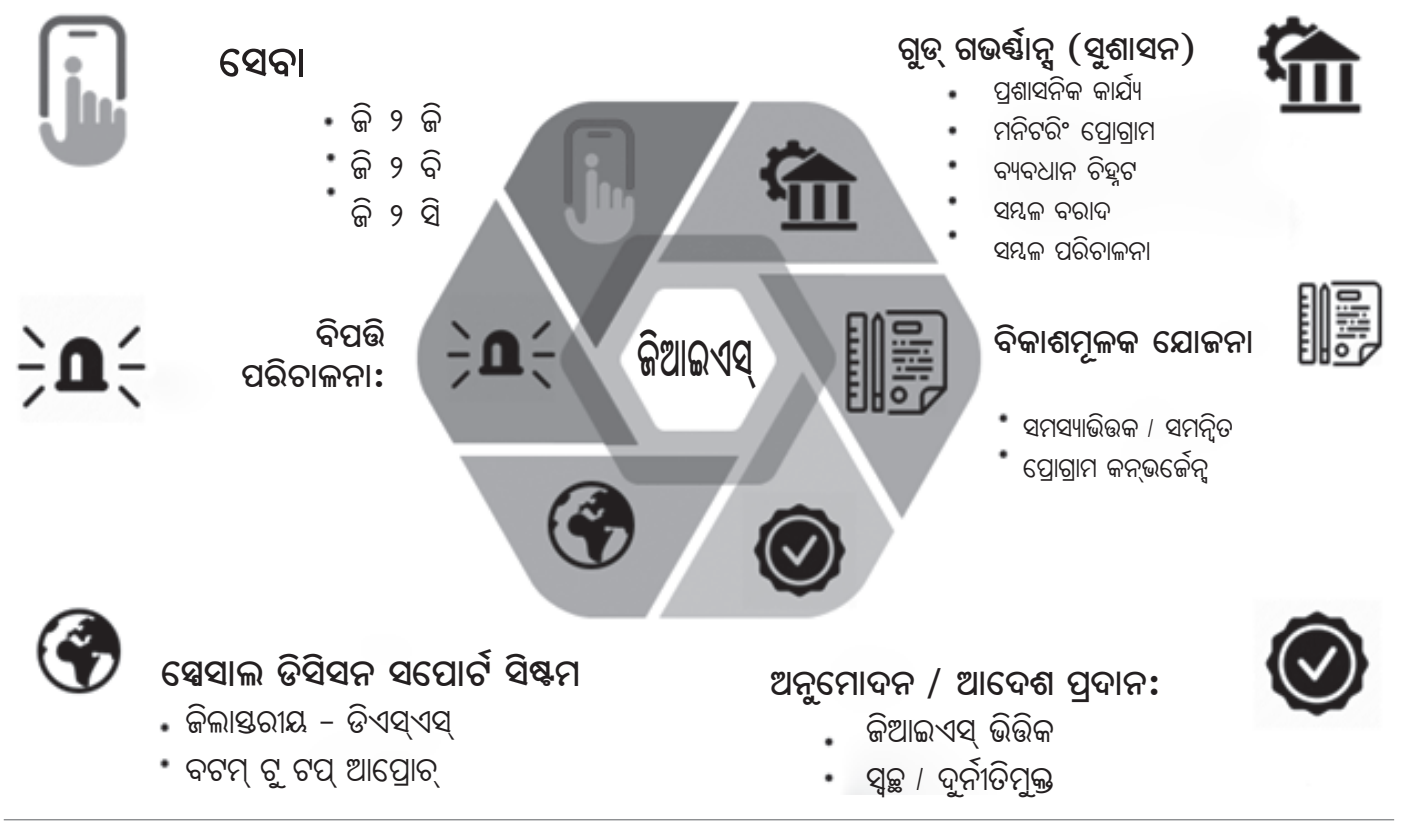 ସେବା
• ଜି ୨ ଜି
• ଜି ୨ ବି
• ଜି ୨ ସି
ଗୁଡ୍ ଗଭର୍ଣ୍ଣାନ୍ସ (ସୁଶାସନ)
• ପ୍ରଶାସନିକ କାର୍ଯ୍ୟ
• ମନିଟରିଂ ପ୍ରୋଗ୍ରାମ
• ବ୍ୟବଧାନ ଚିହ୍ନଟ
• ସମ୍ବଳ ବରାଦ
• ସମ୍ବଳ ପରିଚାଳନା
ବିପତ୍ତି
ପରିଚାଳନା:
ଜିଆଇଏସ୍
ବିକାଶମୂଳକ ଯୋଜନା
• ସମସ୍ୟାଭିତ୍ତକ / ସମନ୍ୱିତ
• ପ୍ରୋଗ୍ରାମ କନ୍‌ଭର୍ଜେନ୍ସ
ସ୍ପେସାଲ ଡିସିସନ ସପୋର୍ଟ ସିଷ୍ଟମ
• ଜିଲାସ୍ତରୀୟ – ଡିଏସ୍ଏସ୍
• ବଟମ୍ ଟୁ ଟପ୍ ଆପ୍ରୋଚ୍
ଅନୁମୋଦନ / ଆଦେଶ ପ୍ରଦାନ:
• ଜିଆଇଏସ୍ ଭିତ୍ତିକ
• ସ୍ୱଚ୍ଛ / ଦୁର୍ନୀତିମୁକ୍ତ